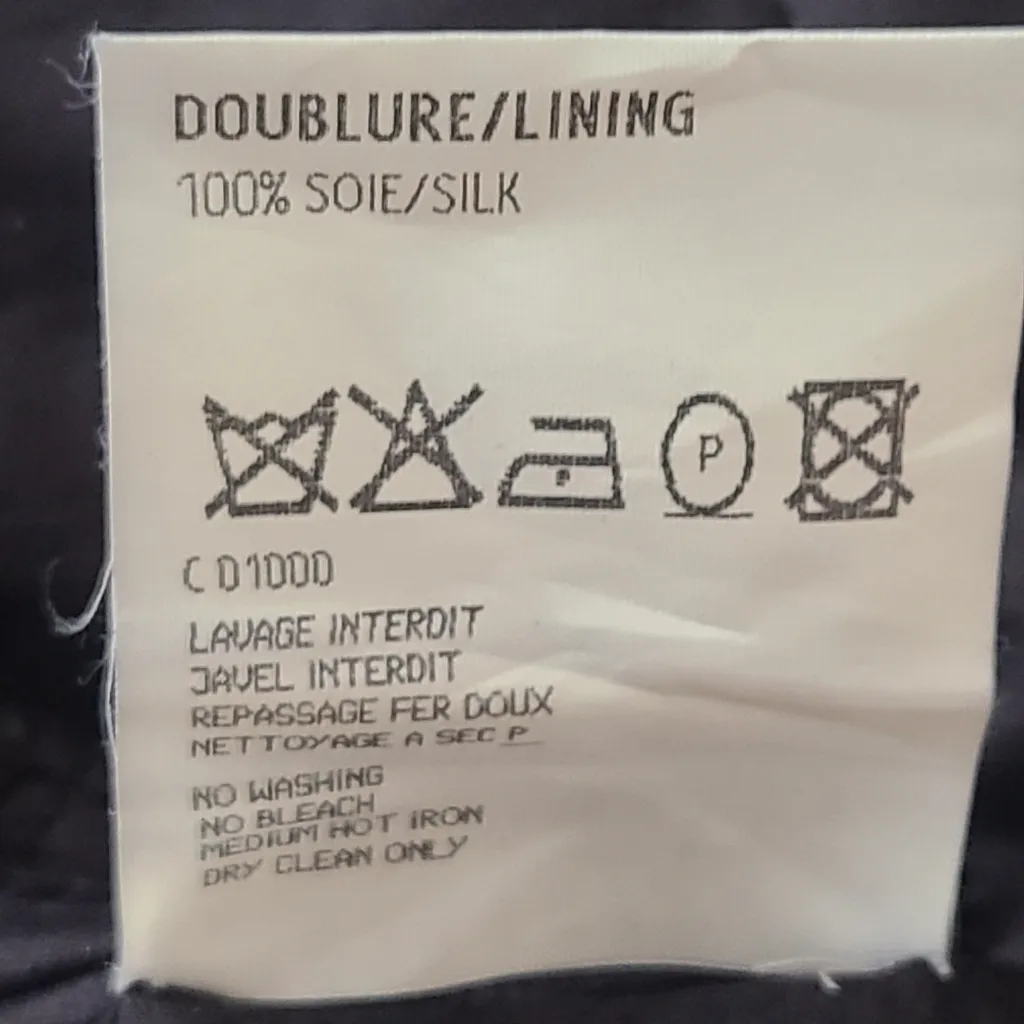 DOUBLURE/LINING
100% SOIE/SILK
P
C D1000
LAVAGE INTERDIT
JAVEL INTERDIT
REPASSAGE FER DOUX
NETTOYAGE A SEC P
NO WASHING
NO BLEACH
MEDIUM HOT IRON
DRY CLEAN ONLY